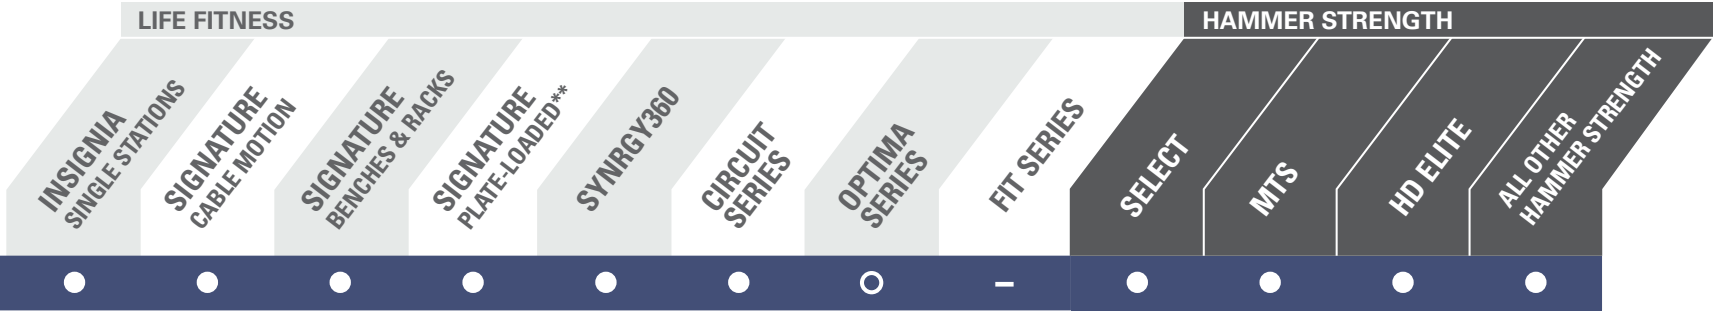 LIFE FITNESS
HAMMER STRENGTH
INSIGNIA
SINGLE STATIONS
SIGNATURE
CABLE MOTION
SIGNATURE
BENCHES & RACKS
SIGNATURE
PLATE-LOADED**
SYNRGY360
CIRCUIT
SERIES
OPTIMA
SERIES
FIT SERIES
SELECT
MTS
HD ELITE
ALL OTHER
HAMMER STRENGTH
–